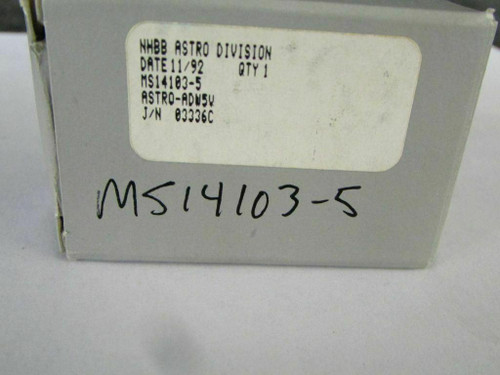 NHBB ASTRO DIVISION
DATE 11/92 QTY 1
MS14103-5
ASTRO-ADW5V
J/N 03336C
MS14103-5